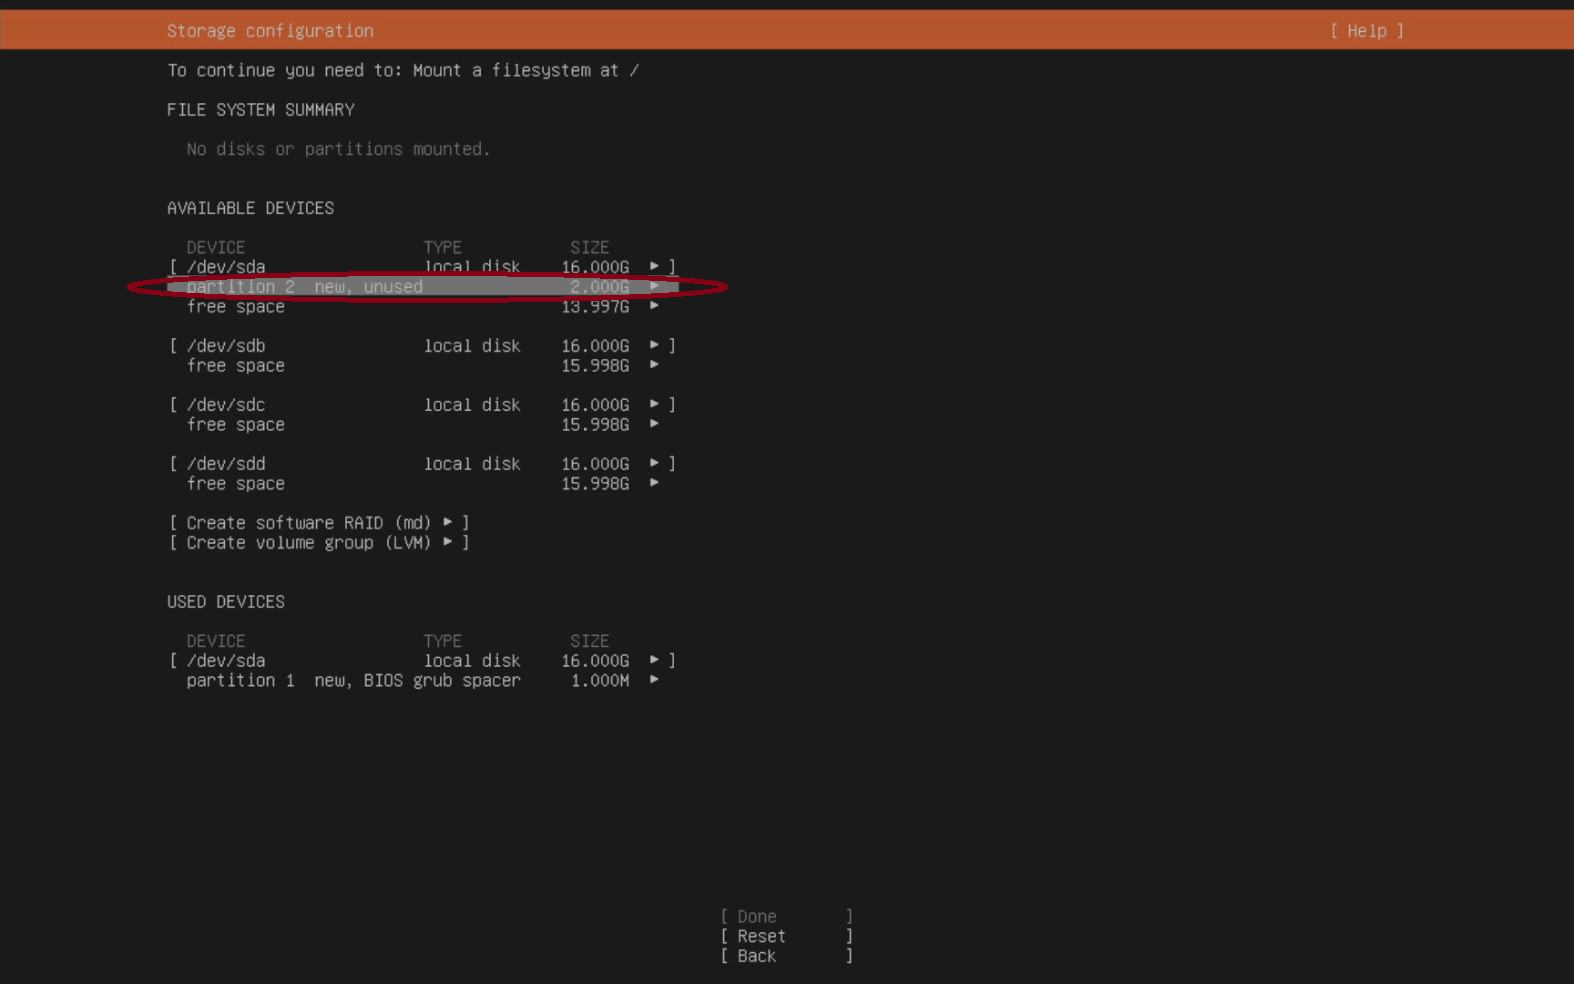 Storage configuration [ Help ]
To continue you need to: Mount a filesystem at /
FILE SYSTEM SUMMARY
No disks or partitions mounted.
AVAILABLE DEVICES
DEVICE TYPE SIZE
[ /dev/sda local disk 16.000G ▸ ]
partition 2 new, unused 2.000G ▸
free space 13.997G ▸
[ /dev/sdb local disk 16.000G ▸ ]
free space 15.998G ▸
[ /dev/sdc local disk 16.000G ▸ ]
free space 15.998G ▸
[ /dev/sdd local disk 16.000G ▸ ]
free space 15.998G ▸
[ Create software RAID (md) ▸ ]
[ Create volume group (LVM) ▸ ]
USED DEVICES
DEVICE TYPE SIZE
[ /dev/sda local disk 16.000G ▸ ]
partition 1 new, BIOS grub spacer 1.000M ▸
[ Done ]
[ Reset ]
[ Back ]